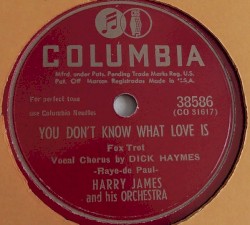 COLUMBIA
Mfrd. under Pats. Pending Trade Marks Reg. U.S.
Pat. Off. Marcas Registradas Made In "U.S.A."
For perfect tone
use Columbia Needles
38586
(CO 31617)
YOU DON'T KNOW WHAT LOVE IS
Fox Trot
Vocal Chorus by DICK HAYMES
-Raye-de Paul-
HARRY JAMES
and his ORCHESTRA